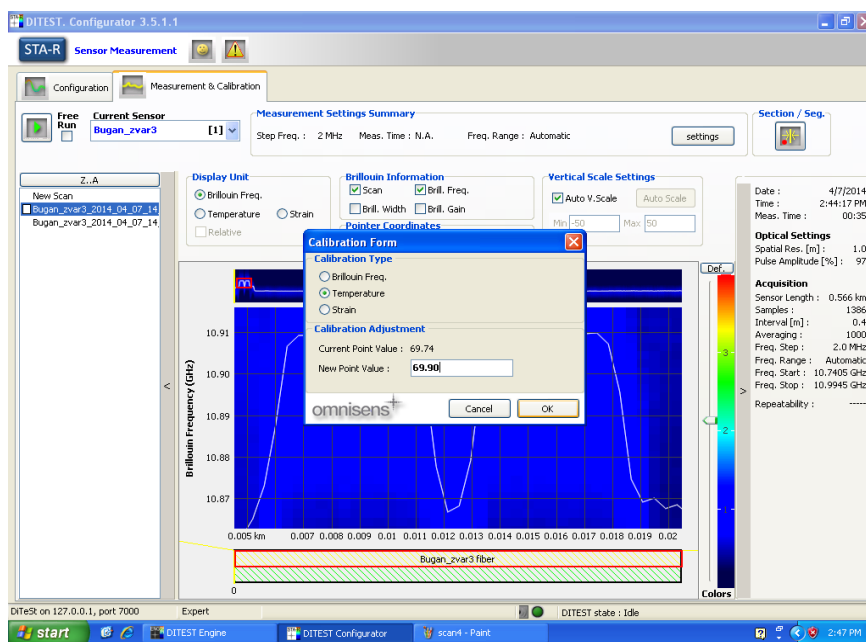 DITEST. Configurator 3.5.1.1
STA-R Sensor Measurement
Configuration Measurement & Calibration
Free Run
Current Sensor
Bugan_zvar3 [1]
Measurement Settings Summary
Step Freq. : 2 MHz Meas. Time : N.A. Freq. Range : Automatic
settings
Section / Seg.
Z..A
New Scan
Bugan_zvar3_2014_04_07_14
Bugan_zvar3_2014_04_07_14
Display Unit
Brillouin Freq.
Temperature Strain
Relative
Brillouin Information
Scan Brill. Freq.
Brill. Width Brill. Gain
Pointer Coordinates
Vertical Scale Settings
Auto V.Scale Auto Scale
Min -50 Max 50
Calibration Form
Calibration Type
Brillouin Freq.
Temperature
Strain
Calibration Adjustment
Current Point Value : 69.74
New Point Value : 69.90
omnisens
Cancel OK
Brillouin Frequency (GHz)
10.91
10.90
10.89
10.88
10.87
0.005 km 0.007 0.008 0.009 0.01 0.011 0.012 0.013 0.014 0.015 0.016 0.017 0.018 0.019 0.02
Bugan_zvar3 fiber
0
<
>
Def.
3
2
1
Colors
Date : 4/7/2014
Time : 2:44:17 PM
Meas. Time : 00:35
Optical Settings
Spatial Res. [m] : 1.0
Pulse Amplitude [%] : 97
Acquisition
Sensor Length : 0.566 km
Samples : 1386
Interval [m] : 0.4
Averaging : 1000
Freq. Step : 2.0 MHz
Freq. Range : Automatic
Freq. Start : 10.7405 GHz
Freq. Stop : 10.9945 GHz
Repeatability : -----
DiTeSt on 127.0.0.1, port 7000 Expert DITEST state : Idle
start DITEST Engine DITEST Configurator scan4 - Paint 2:47 PM